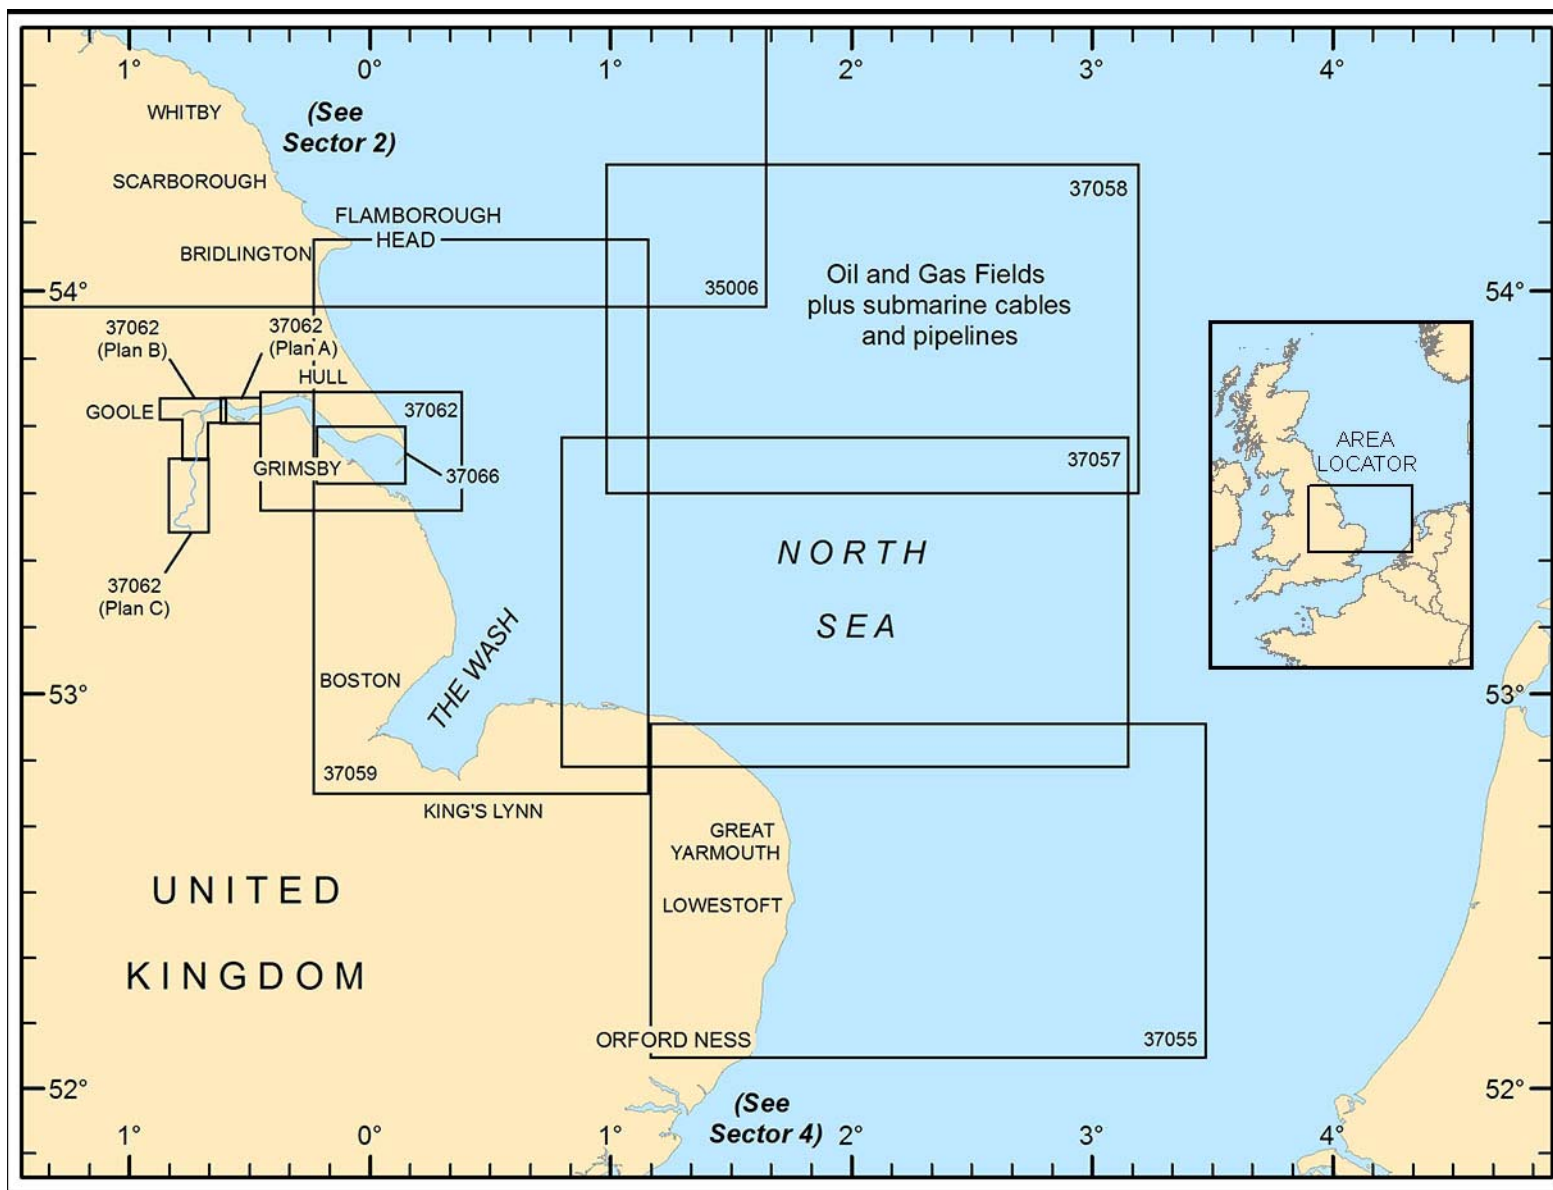 1°
0°
1°
2°
3°
4°
WHITBY
(See
Sector 2)
SCARBOROUGH
37058
FLAMBOROUGH
HEAD
BRIDLINGTON
54°
35006
Oil and Gas Fields
plus submarine cables
and pipelines
54°
37062
(Plan B)
37062
(Plan A)
HULL
GOOLE
37062
GRIMSBY
37066
37057
AREA
LOCATOR
37062
(Plan C)
NORTH
SEA
THE WASH
BOSTON
53°
53°
37059
KING'S LYNN
GREAT
YARMOUTH
LOWESTOFT
UNITED
KINGDOM
ORFORD NESS
37055
52°
52°
(See
Sector 4)
1°
0°
1°
2°
3°
4°